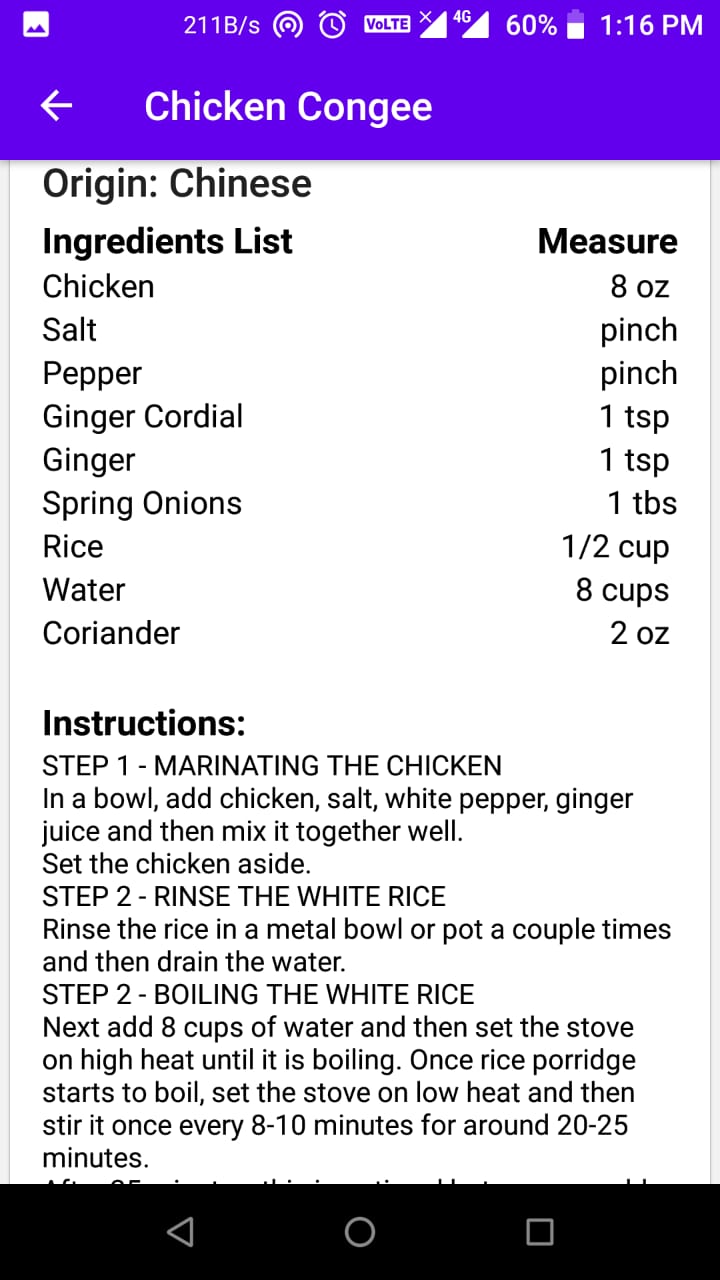 211B/s VoLTE 4G 60% 1:16 PM
Chicken Congee
Origin: Chinese
Ingredients List Measure
Chicken 8 oz
Salt pinch
Pepper pinch
Ginger Cordial 1 tsp
Ginger 1 tsp
Spring Onions 1 tbs
Rice 1/2 cup
Water 8 cups
Coriander 2 oz
Instructions:
STEP 1 - MARINATING THE CHICKEN
In a bowl, add chicken, salt, white pepper, ginger
juice and then mix it together well.
Set the chicken aside.
STEP 2 - RINSE THE WHITE RICE
Rinse the rice in a metal bowl or pot a couple times
and then drain the water.
STEP 2 - BOILING THE WHITE RICE
Next add 8 cups of water and then set the stove
on high heat until it is boiling. Once rice porridge
starts to boil, set the stove on low heat and then
stir it once every 8-10 minutes for around 20-25
minutes.